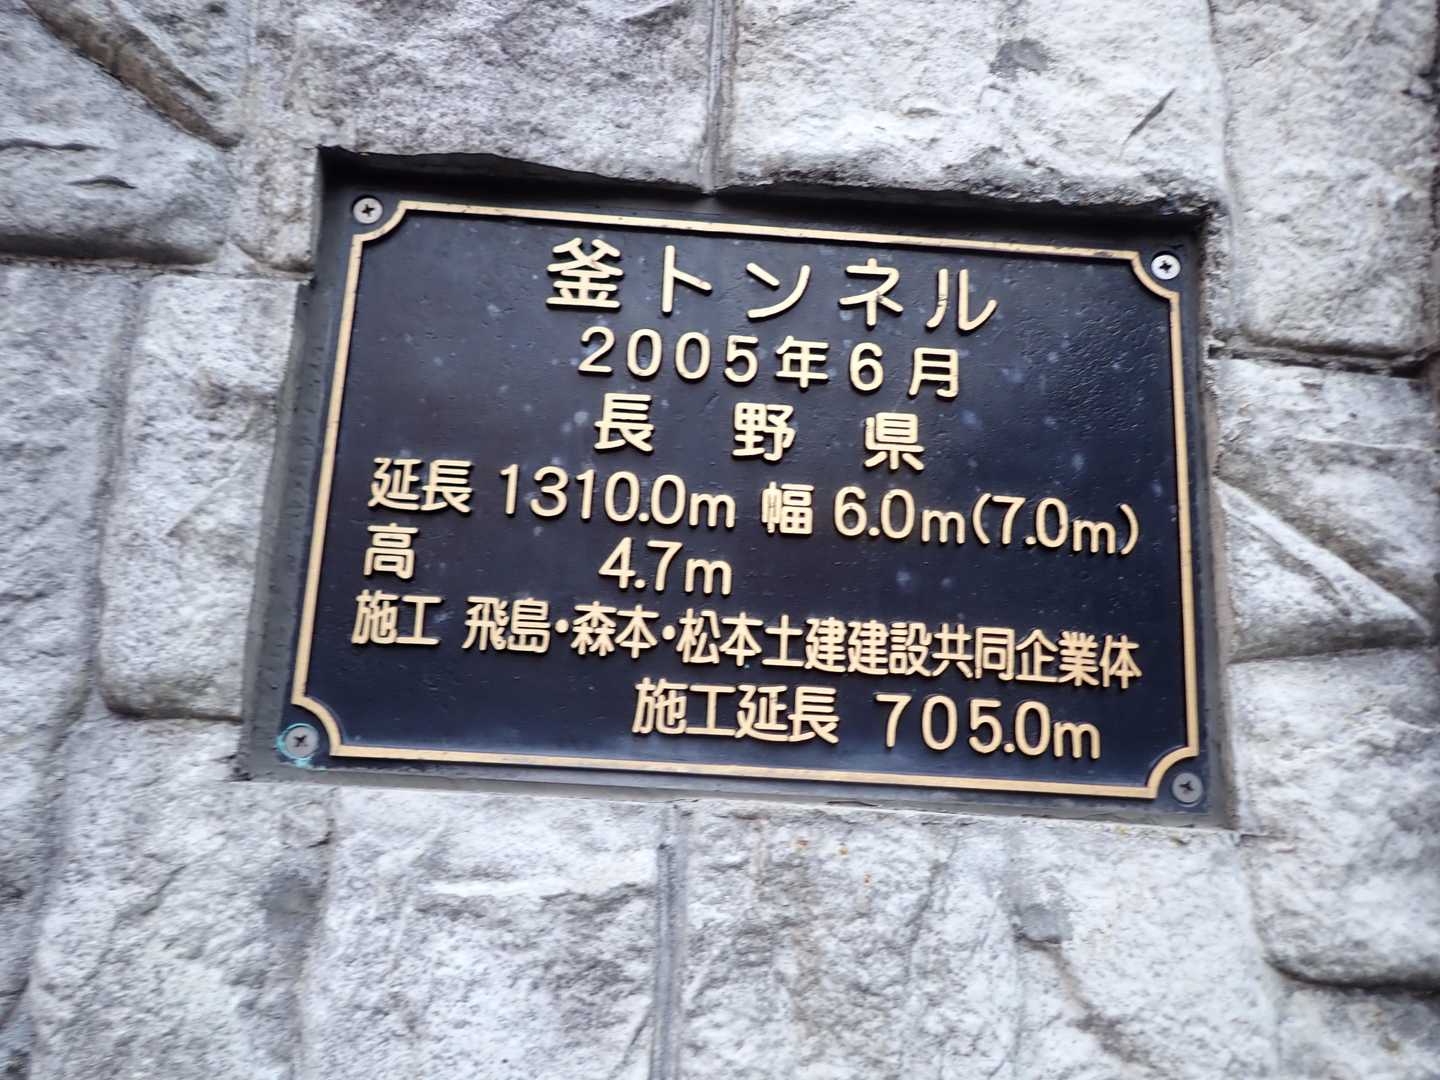 釜トンネル
2005年6月
長野県
延長 1310.0m 幅 6.0m(7.0m)
高 4.7m
施工 飛島・森本・松本土建建設共同企業体
施工延長 705.0m